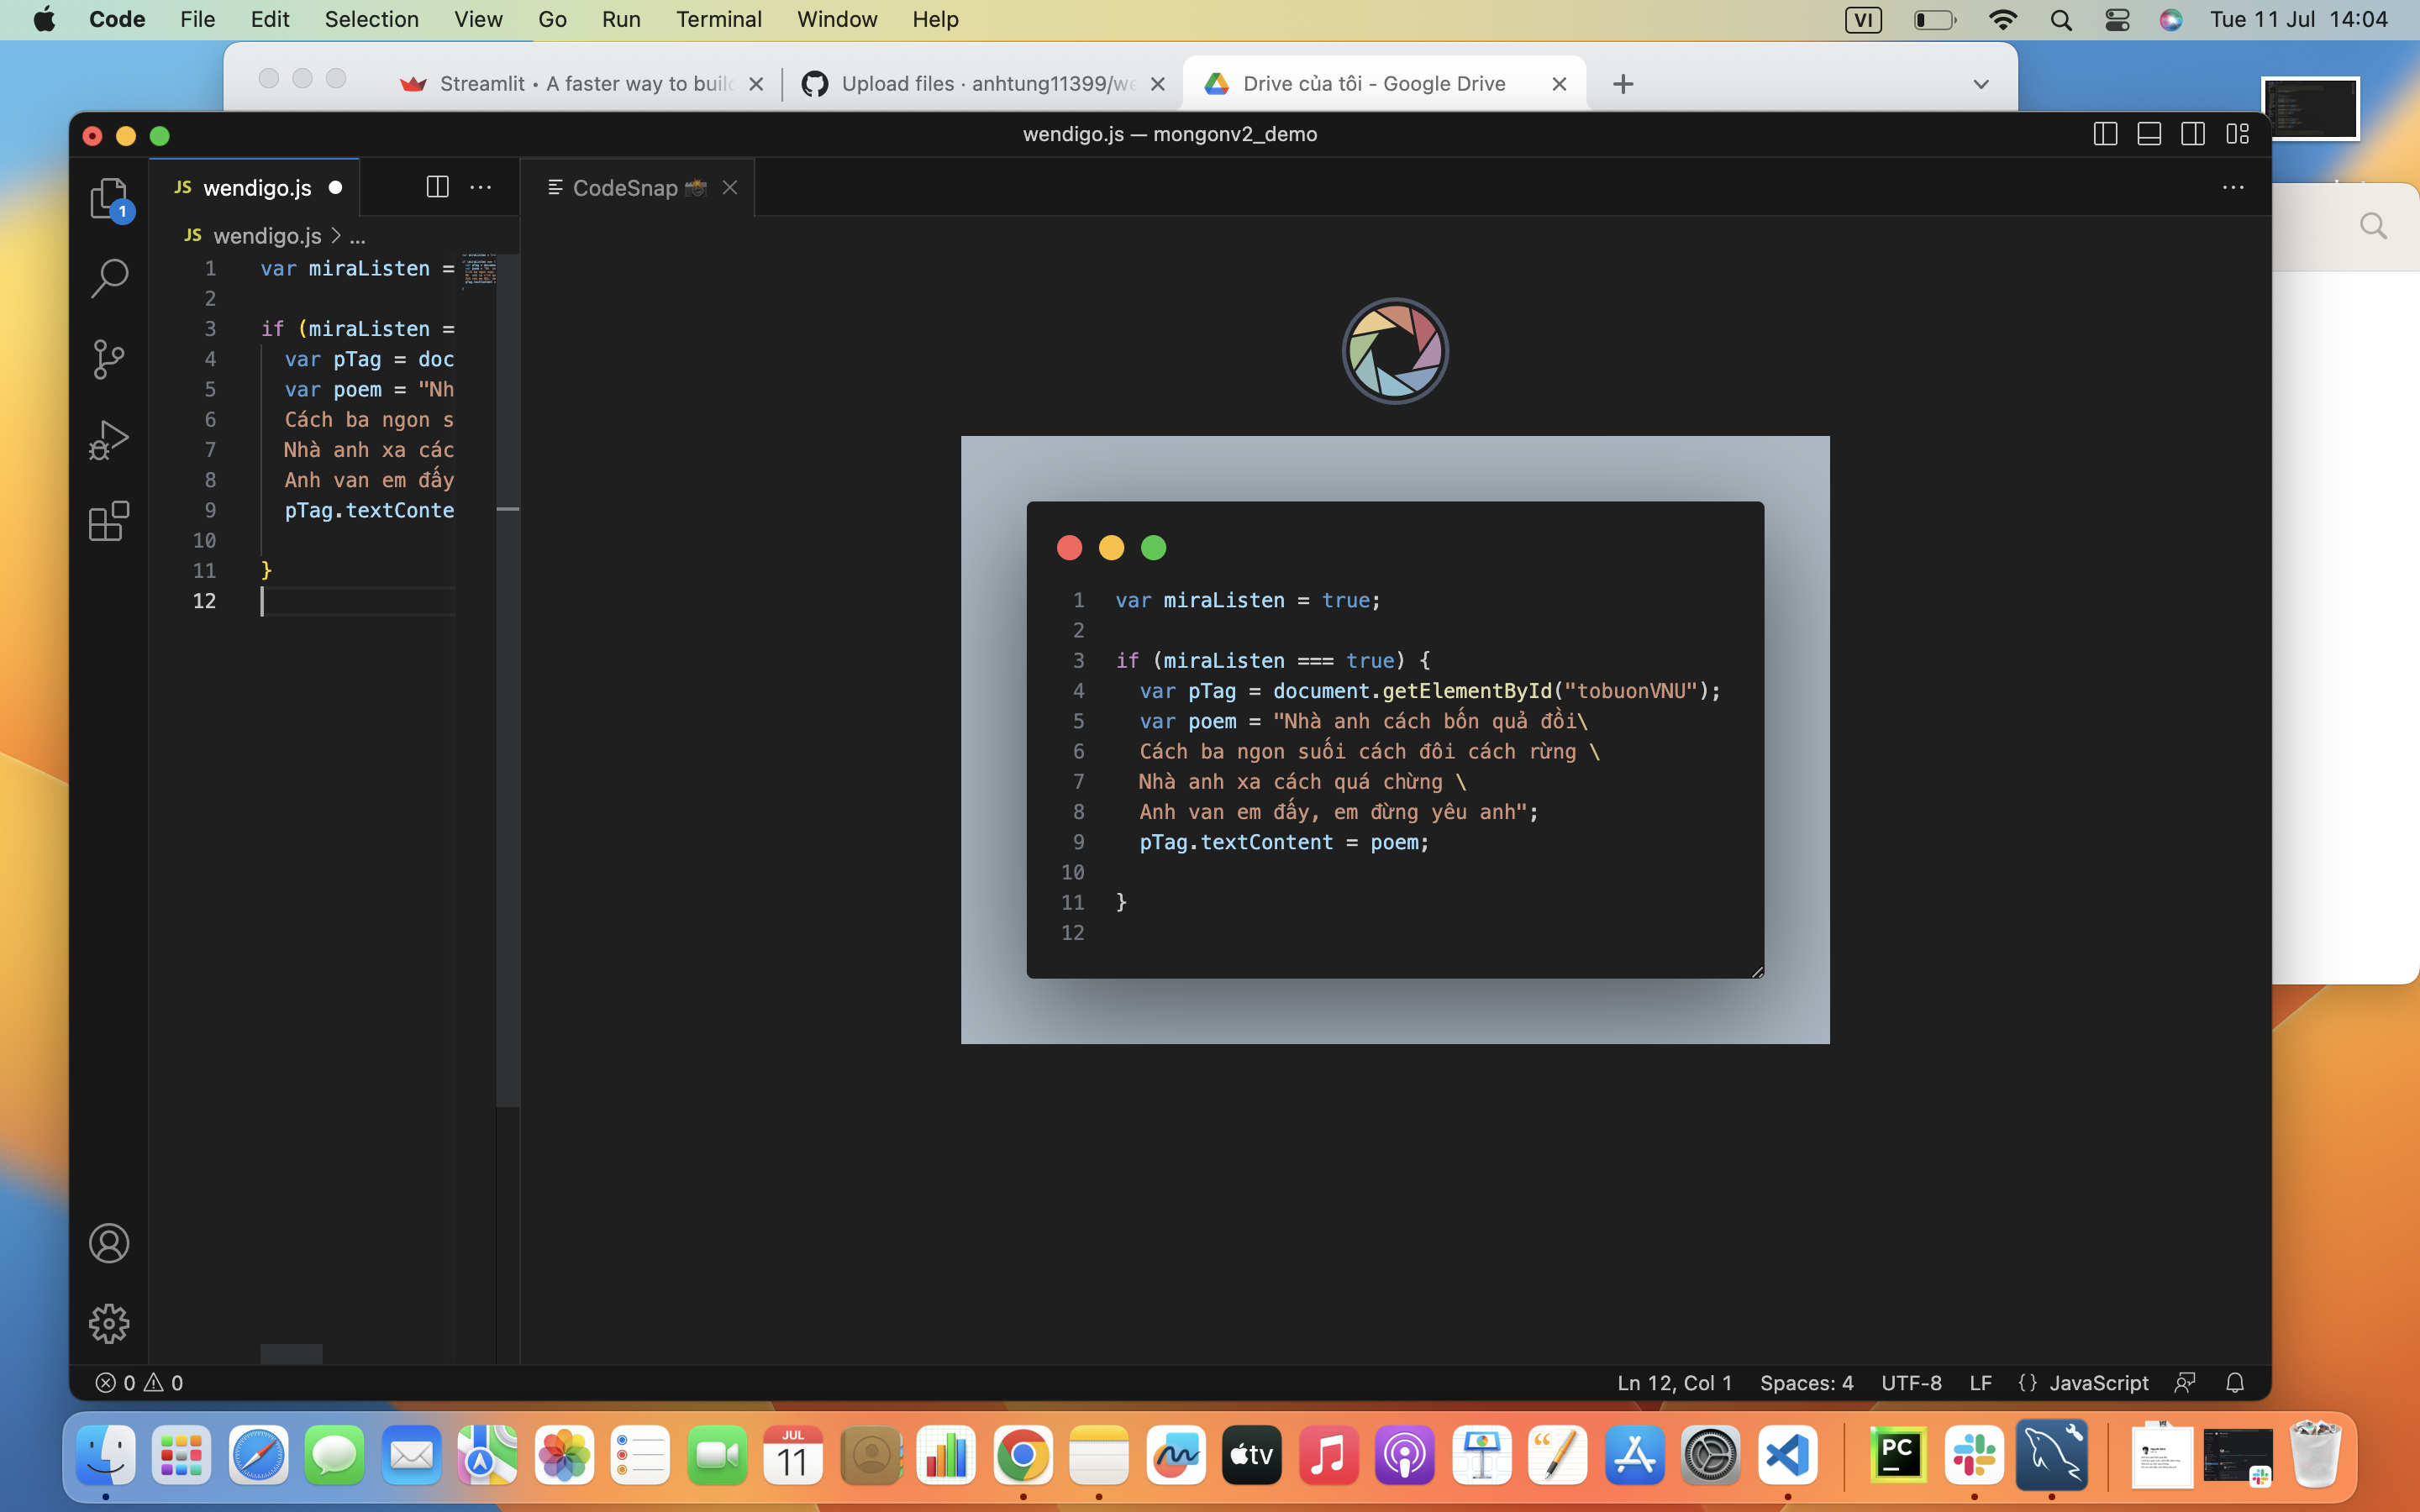 Code File Edit Selection View Go Run Terminal Window Help VI Tue 11 Jul 14:04
Streamlit • A faster way to build Upload files · anhtung11399/we Drive của tôi - Google Drive
wendigo.js — mongonv2_demo
1
JS wendigo.js CodeSnap
JS wendigo.js > ...
1 var miraListen =
2
3 if (miraListen =
4 var pTag = doc
5 var poem = "Nh
6 Cách ba ngon s
7 Nhà anh xa các
8 Anh van em đấy
9 pTag.textConte
10
11 }
12
1 var miraListen = true;
2
3 if (miraListen === true) {
4 var pTag = document.getElementById("tobuonVNU");
5 var poem = "Nhà anh cách bốn quả đồi\
6 Cách ba ngon suối cách đôi cách rừng \
7 Nhà anh xa cách quá chừng \
8 Anh van em đấy, em đừng yêu anh";
9 pTag.textContent = poem;
10
11 }
12
0 0 Ln 12, Col 1 Spaces: 4 UTF-8 LF {} JavaScript
JUL
11
tv
PC